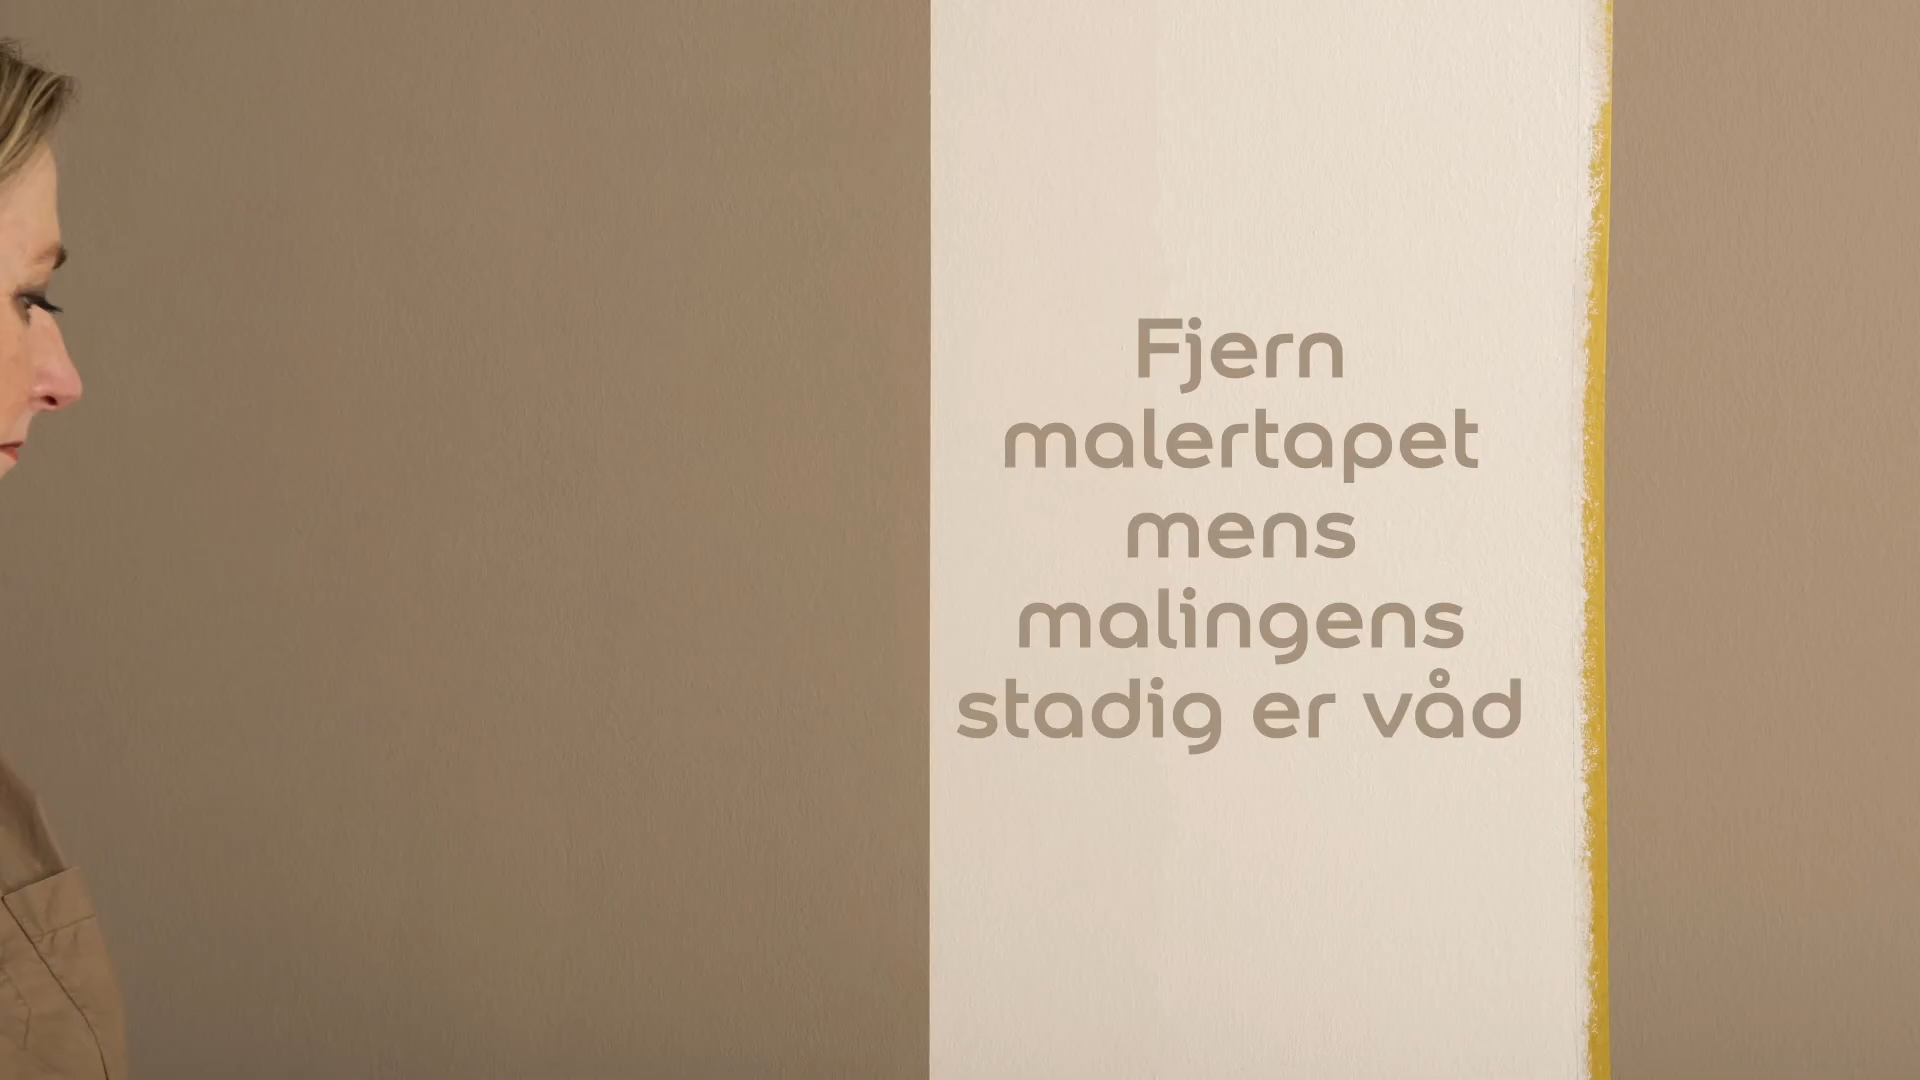 Fjern
malertapet
mens
malingens
stadig er våd